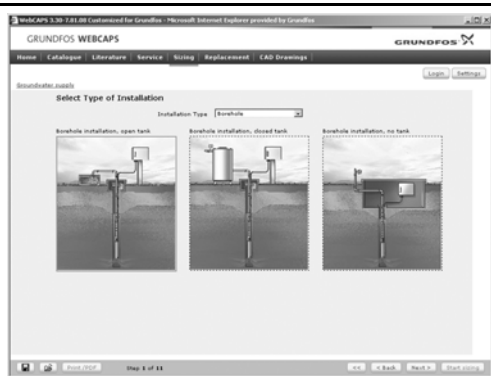 WebCAPS 3.30-7.01.00 Customized for Grundfos - Microsoft Internet Explorer provided by Grundfos
GRUNDFOS WEBCAPS
GRUNDFOS
Home Catalogue Literature Service Sizing Replacement CAD Drawings
Login Settings
Groundwater supply
Select Type of Installation
Installation Type Borehole
Borehole installation, open tank Borehole installation, closed tank Borehole installation, no tank
Print/PDF Step 1 of 11 << < Back Next > Start sizing